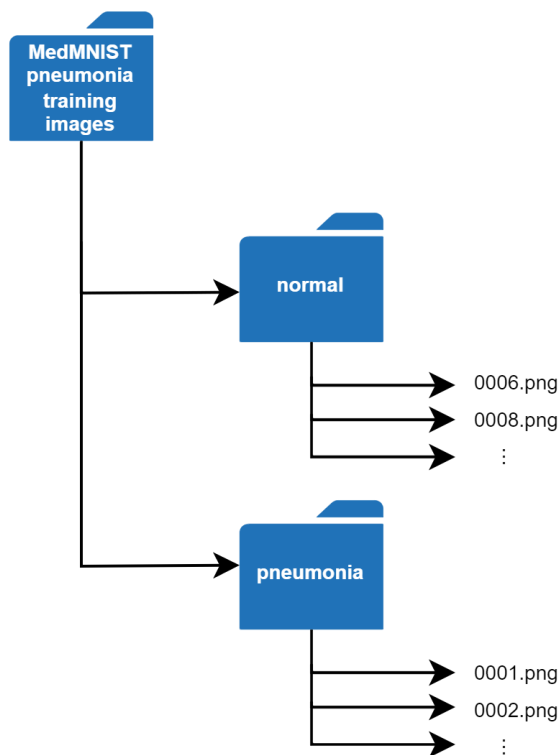 MedMNIST
pneumonia
training
images
normal
0006.png
0008.png
⋮
pneumonia
0001.png
0002.png
⋮